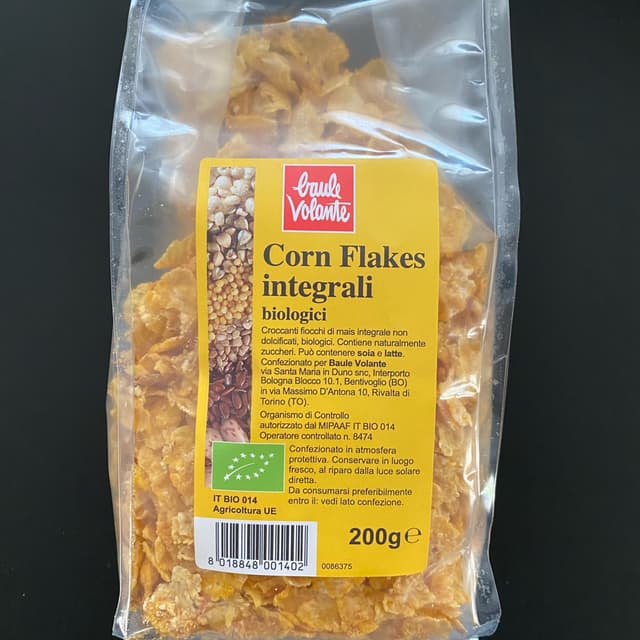 baule
volante
Corn Flakes
integrali
biologici
Croccanti fiocchi di mais integrale non
dolcificati, biologici. Contiene naturalmente
zuccheri. Può contenere soia e latte.
Confezionato per Baule Volante
via Santa Maria in Duno snc, Interporto
Bologna Blocco 10.1, Bentivoglio (BO)
in via Massimo D'Antona 10, Rivalta di
Torino (TO).
Organismo di Controllo
autorizzato dal MIPAAF IT BIO 014
Operatore controllato n. 8474
Confezionato in atmosfera
protettiva. Conservare in luogo
fresco, al riparo dalla luce solare
diretta.
Da consumarsi preferibilmente
entro il: vedi lato confezione.
IT BIO 014
Agricoltura UE
200g℮
8 018848 001402
0086375